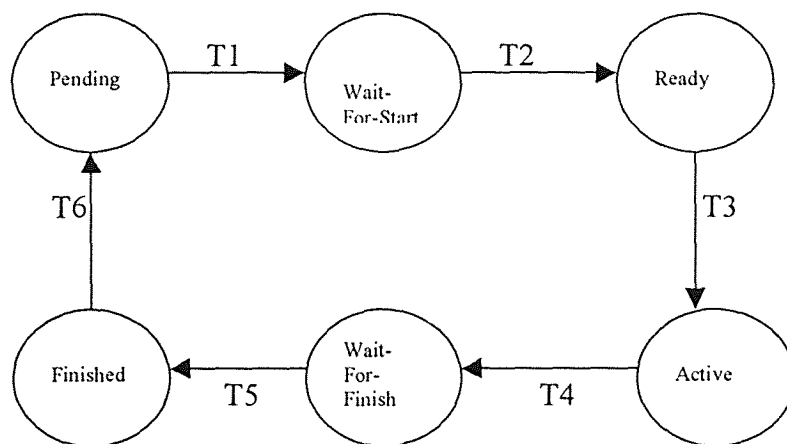 Pending
T1
Wait-
For-Start
T2
Ready
T6
T3
Finished
T5
Wait-
For-
Finish
T4
Active